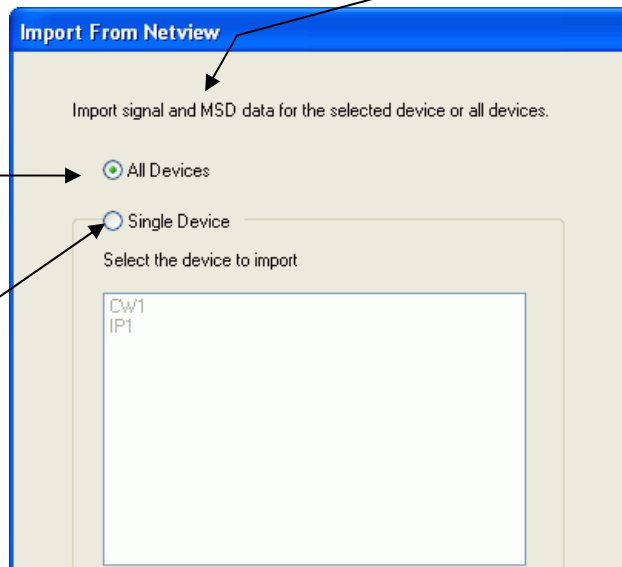 Import From Netview
Import signal and MSD data for the selected device or all devices.
All Devices
Single Device
Select the device to import
CW1
IP1